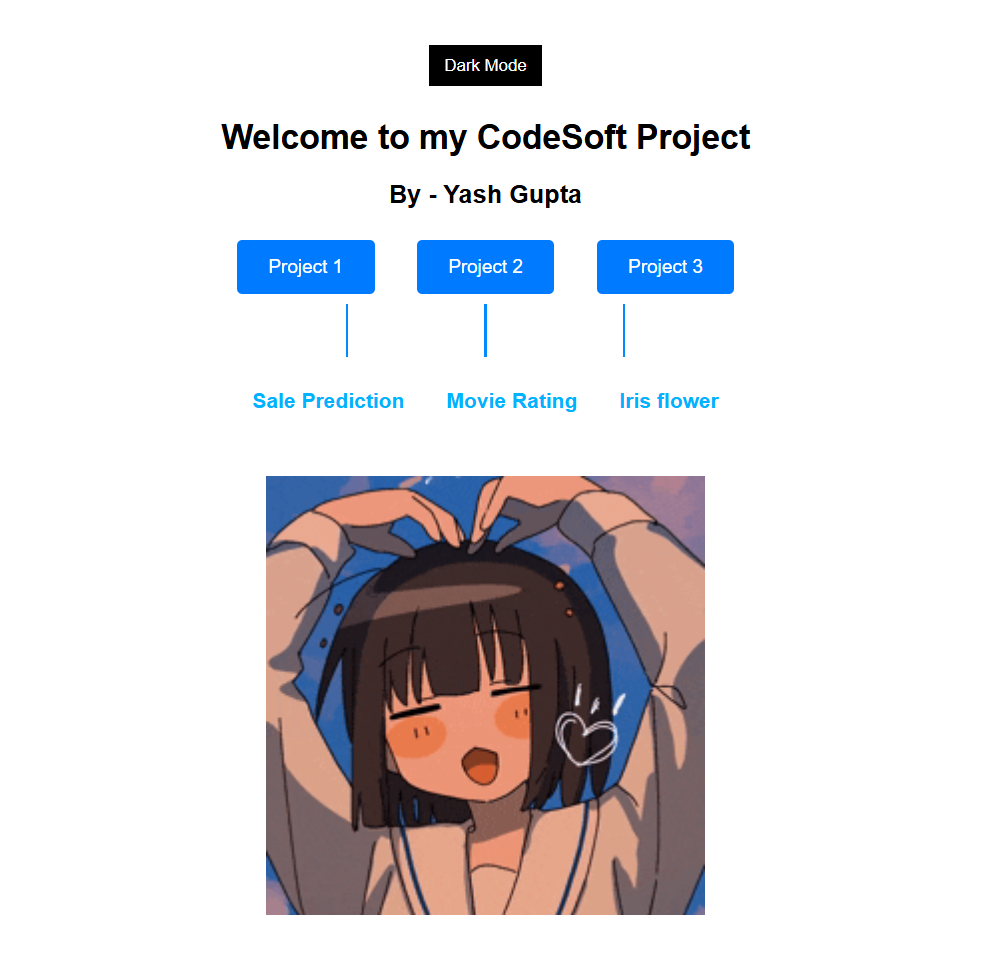 Dark Mode
Welcome to my CodeSoft Project
By - Yash Gupta
Project 1 Project 2 Project 3
Sale Prediction Movie Rating Iris flower